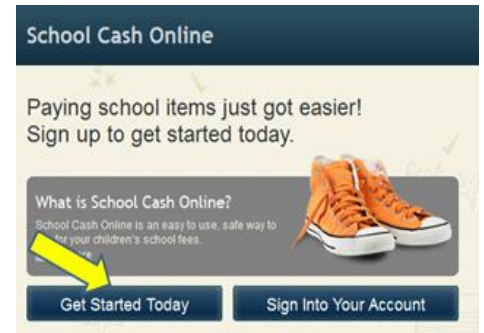 School Cash Online
Paying school items just got easier!
Sign up to get started today.
What is School Cash Online?
School Cash Online is an easy to use, safe way to
for your children's school fees.
Get Started Today
Sign Into Your Account